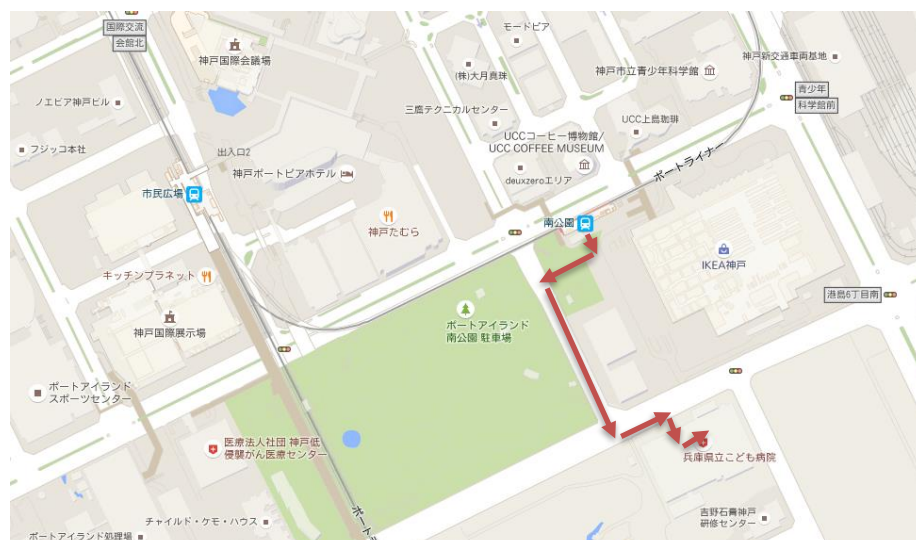 国際交流
会館北
神戸国際会議場
モードピア
(株)大月真珠
神戸市立青少年科学館
神戸新交通車両基地
青少年
科学館前
ノエビア神戸ビル
三鷹テクニカルセンター
UCC上島珈琲
フジッコ本社
出入口2
UCCコーヒー博物館/
UCC COFFEE MUSEUM
神戸ポートピアホテル
deuxzeroエリア
ポートライナー
市民広場
神戸たむら
南公園
IKEA神戸
キッチンプラネット
港島6丁目南
神戸国際展示場
ポートアイランド
南公園 駐車場
ポートアイランド
スポーツセンター
医療法人社団 神戸低
侵襲がん医療センター
兵庫県立こども病院
チャイルド・ケモ・ハウス
吉野石膏神戸
研修センター
ポートアイランド処理場